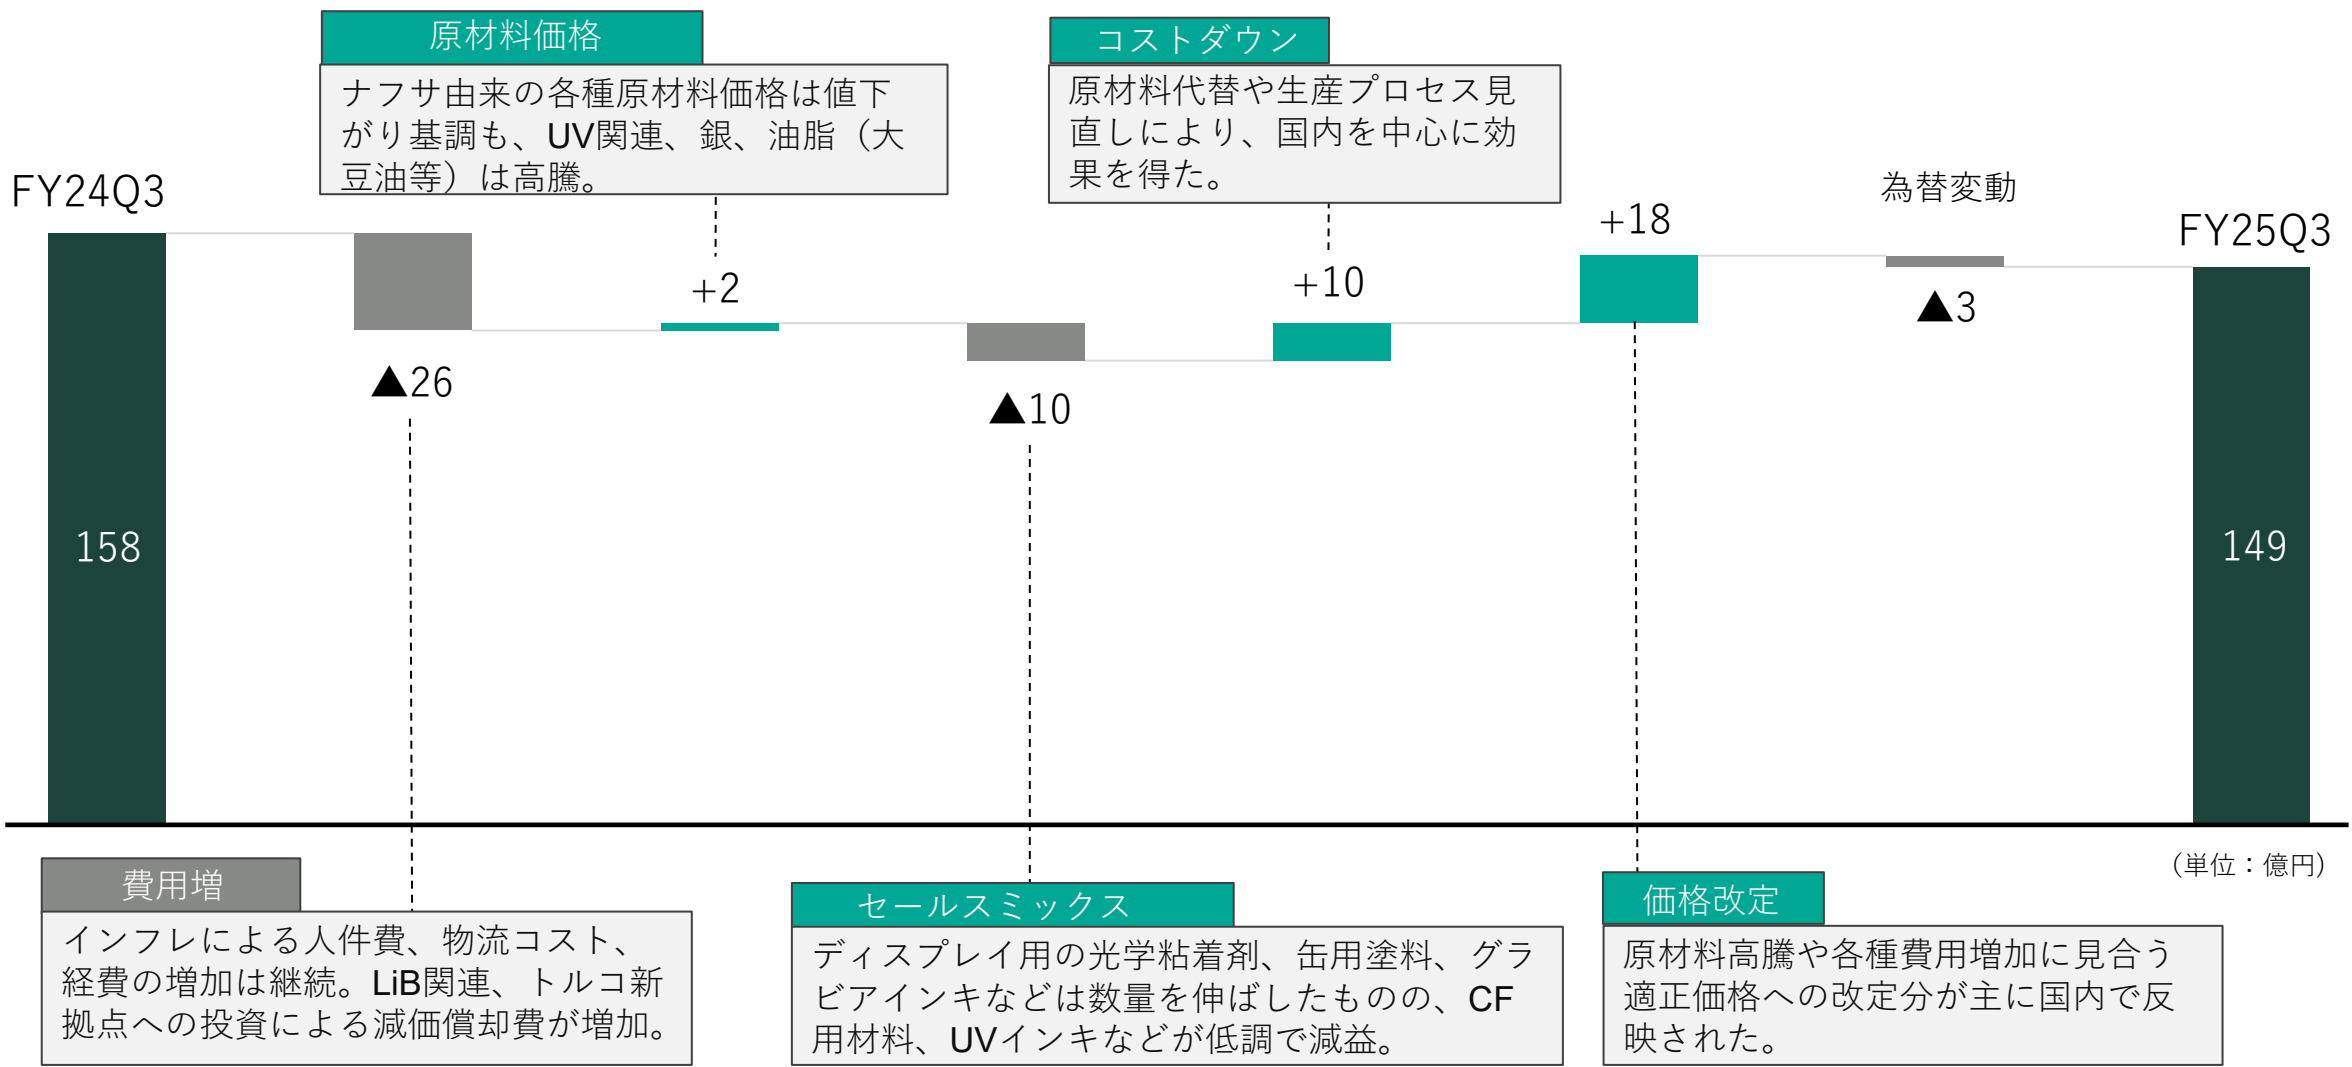 原材料価格
ナフサ由来の各種原材料価格は値下
がり基調も、UV関連、銀、油脂（大
豆油等）は高騰。
コストダウン
原材料代替や生産プロセス見
直しにより、国内を中心に効
果を得た。
FY24Q3
為替変動
FY25Q3
+18
+2
+10
▲3
▲26
▲10
158
149
（単位：億円）
費用増
インフレによる人件費、物流コスト、
経費の増加は継続。LiB関連、トルコ新
拠点への投資による減価償却費が増加。
セールスミックス
ディスプレイ用の光学粘着剤、缶用塗料、グラ
ビアインキなどは数量を伸ばしたものの、CF
用材料、UVインキなどが低調で減益。
価格改定
原材料高騰や各種費用増加に見合う
適正価格への改定分が主に国内で反
映された。